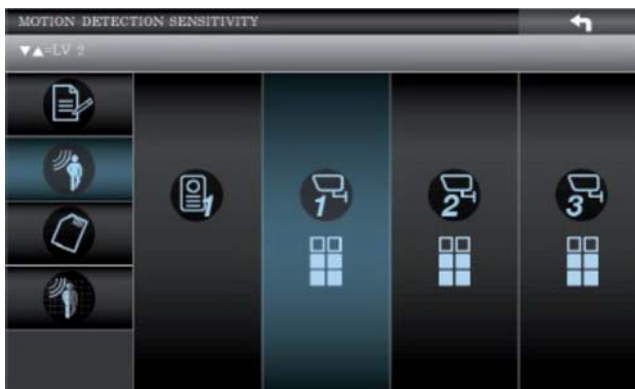 MOTION DETECTION SENSITIVITY
▼▲=LV 2
1 1 2 3